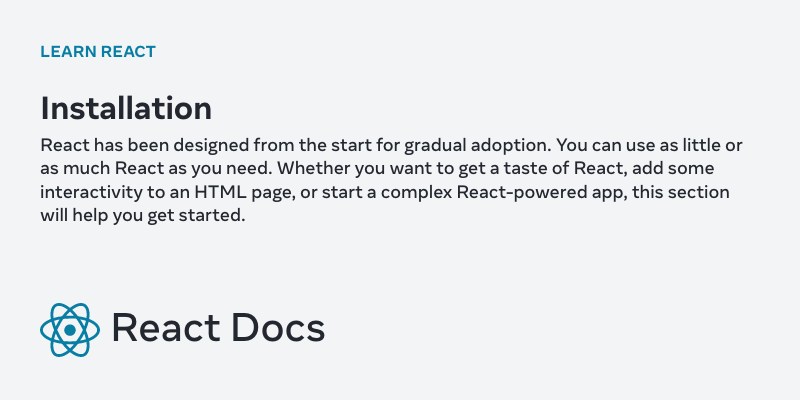 LEARN REACT
Installation
React has been designed from the start for gradual adoption. You can use as little or
as much React as you need. Whether you want to get a taste of React, add some
interactivity to an HTML page, or start a complex React-powered app, this section
will help you get started.
React Docs